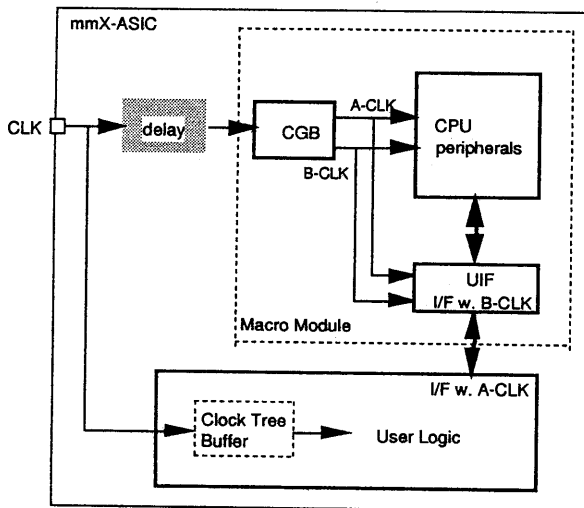 mmX-ASIC
CLK
delay
CGB
A-CLK
B-CLK
CPU
peripherals
UIF
I/F w. B-CLK
Macro Module
I/F w. A-CLK
Clock Tree
Buffer
User Logic